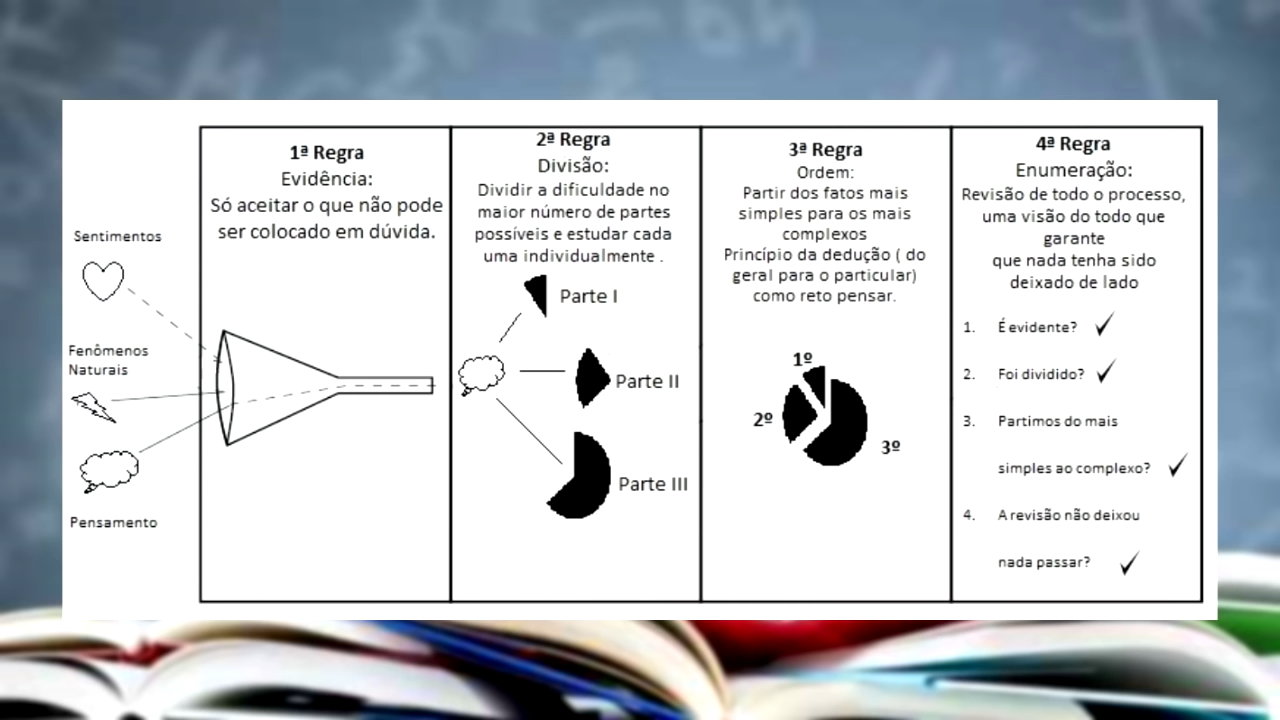 Sentimentos
Fenômenos
Naturais
Pensamento
1ª Regra
Evidência:
Só aceitar o que não pode
ser colocado em dúvida.
2ª Regra
Divisão:
Dividir a dificuldade no
maior número de partes
possíveis e estudar cada
uma individualmente .
Parte I
Parte II
Parte III
3ª Regra
Ordem:
Partir dos fatos mais
simples para os mais
complexos
Princípio da dedução ( do
geral para o particular)
como reto pensar.
1º
2º
3º
4ª Regra
Enumeração:
Revisão de todo o processo,
uma visão do todo que
garante
que nada tenha sido
deixado de lado
1. É evidente?
2. Foi dividido?
3. Partimos do mais
simples ao complexo?
4. A revisão não deixou
nada passar?